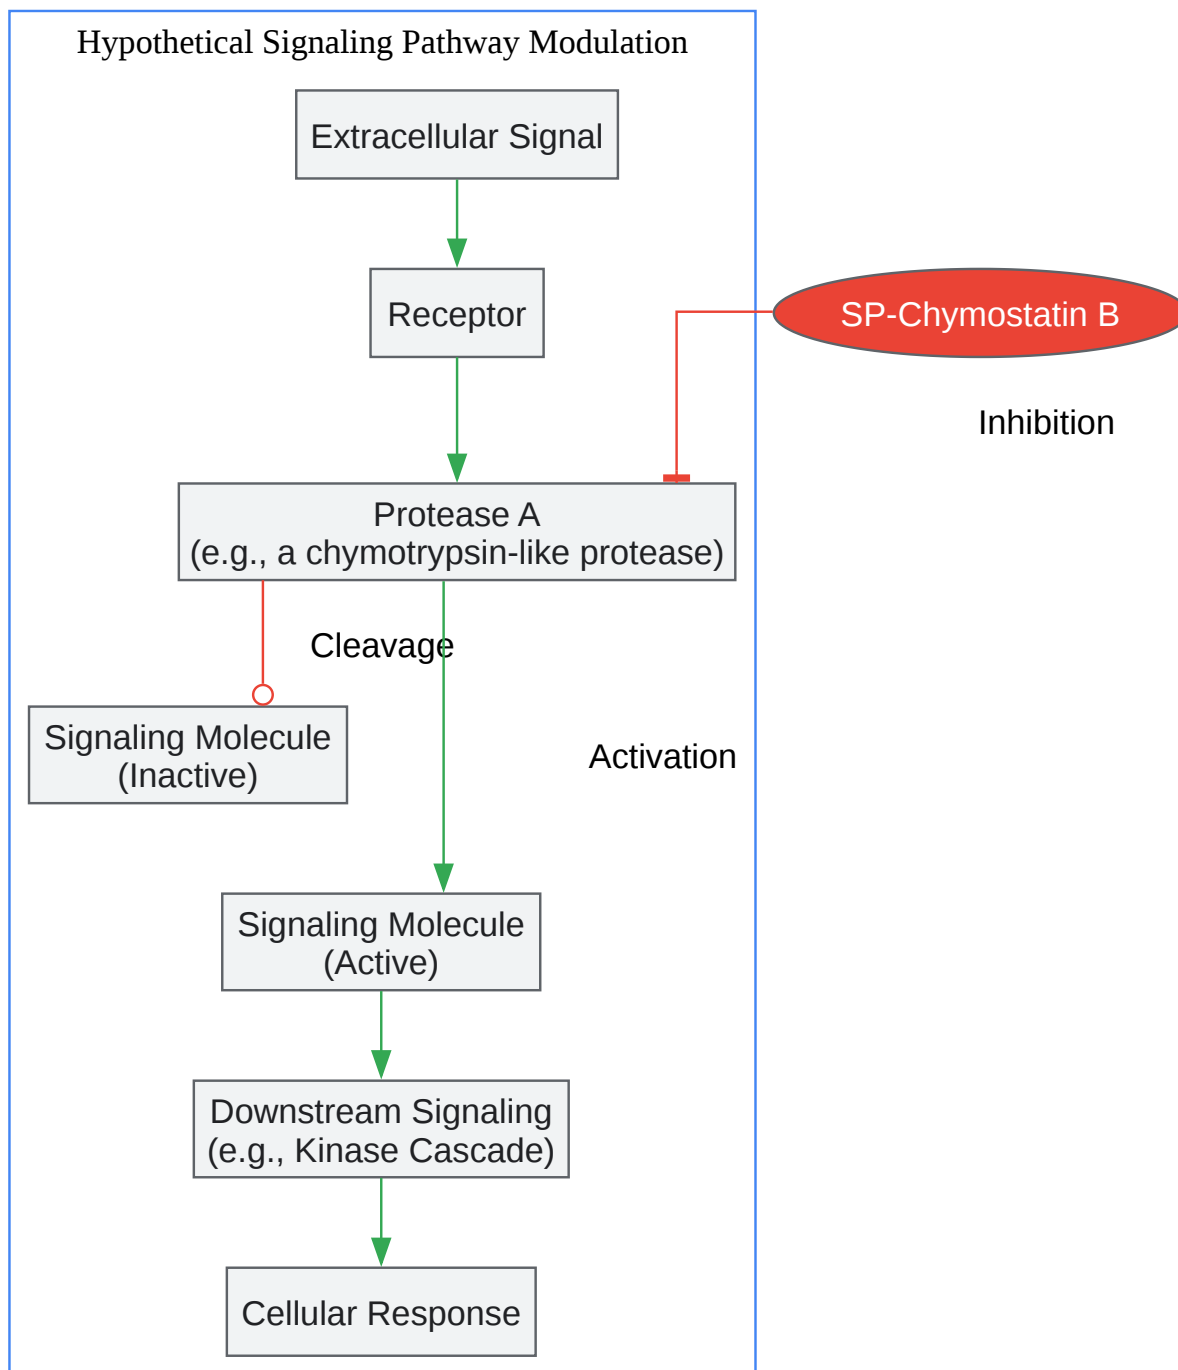 Hypothetical Signaling Pathway Modulation
Extracellular Signal
Receptor
SP-Chymostatin B
Inhibition
Protease A
(e.g., a chymotrypsin-like protease)
Cleavage
Signaling Molecule
(Inactive)
Activation
Signaling Molecule
(Active)
Downstream Signaling
(e.g., Kinase Cascade)
Cellular Response